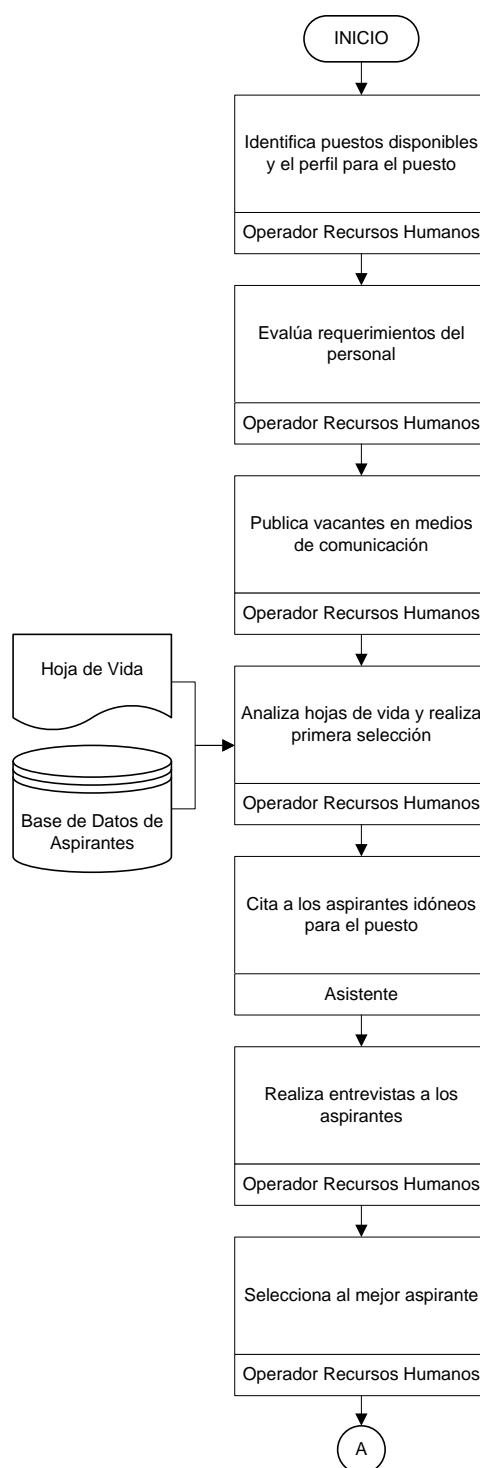 INICIO
Identifica puestos disponibles
y el perfil para el puesto
Operador Recursos Humanos
Evalúa requerimientos del
personal
Operador Recursos Humanos
Publica vacantes en medios
de comunicación
Operador Recursos Humanos
Hoja de Vida
Base de Datos de
Aspirantes
Analiza hojas de vida y realiza
primera selección
Operador Recursos Humanos
Cita a los aspirantes idóneos
para el puesto
Asistente
Realiza entrevistas a los
aspirantes
Operador Recursos Humanos
Selecciona al mejor aspirante
Operador Recursos Humanos
A